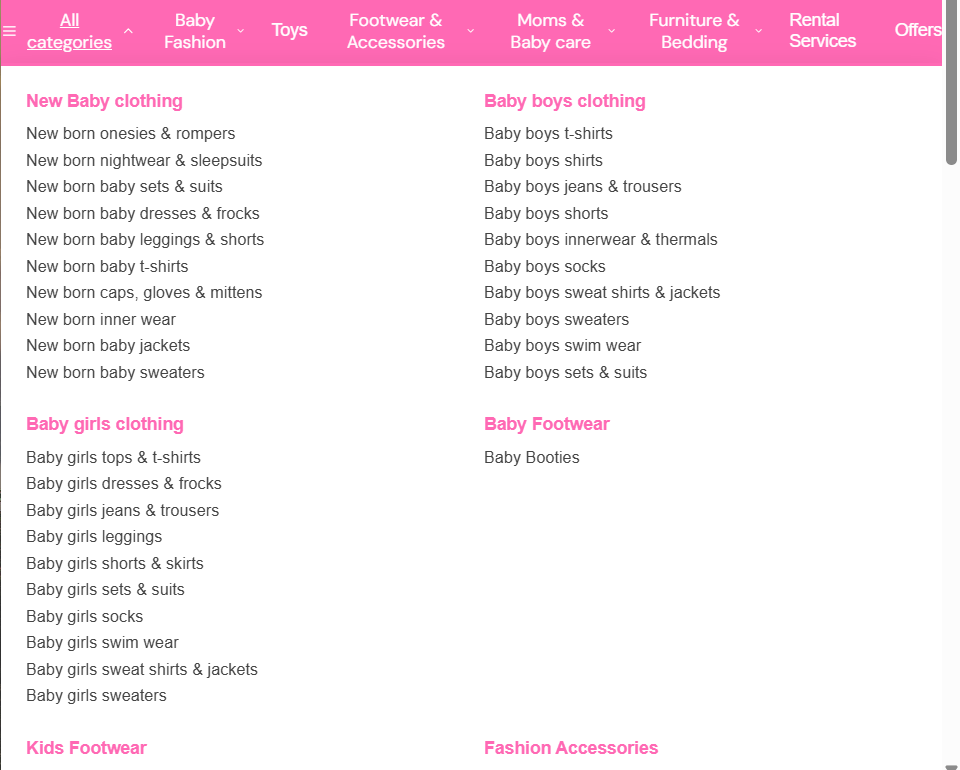 All categories
Baby Fashion
Toys
Footwear & Accessories
Moms & Baby care
Furniture & Bedding
Rental Services
Offers
New Baby clothing
New born onesies & rompers
New born nightwear & sleepsuits
New born baby sets & suits
New born baby dresses & frocks
New born baby leggings & shorts
New born baby t-shirts
New born caps, gloves & mittens
New born inner wear
New born baby jackets
New born baby sweaters
Baby boys clothing
Baby boys t-shirts
Baby boys shirts
Baby boys jeans & trousers
Baby boys shorts
Baby boys innerwear & thermals
Baby boys socks
Baby boys sweat shirts & jackets
Baby boys sweaters
Baby boys swim wear
Baby boys sets & suits
Baby girls clothing
Baby girls tops & t-shirts
Baby girls dresses & frocks
Baby girls jeans & trousers
Baby girls leggings
Baby girls shorts & skirts
Baby girls sets & suits
Baby girls socks
Baby girls swim wear
Baby girls sweat shirts & jackets
Baby girls sweaters
Baby Footwear
Baby Booties
Kids Footwear
Fashion Accessories